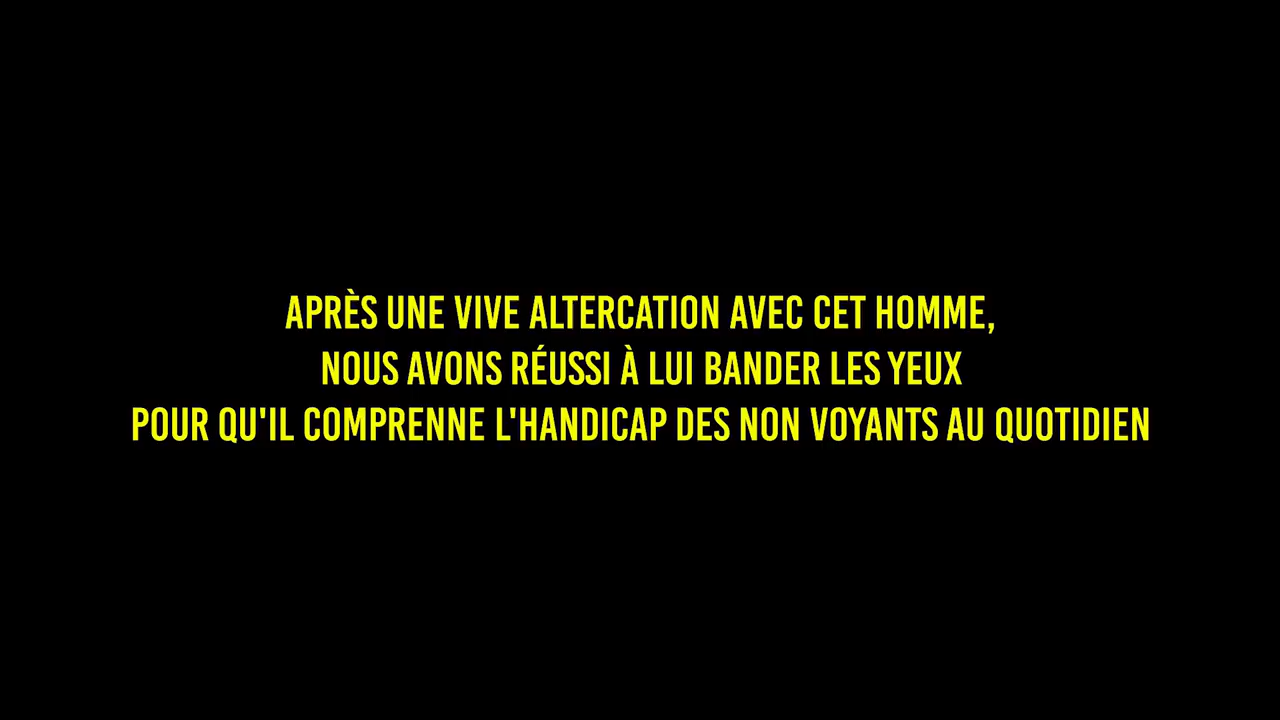 APRÈS UNE VIVE ALTERCATION AVEC CET HOMME,
NOUS AVONS RÉUSSI À LUI BANDER LES YEUX
POUR QU'IL COMPRENNE L'HANDICAP DES NON VOYANTS AU QUOTIDIEN